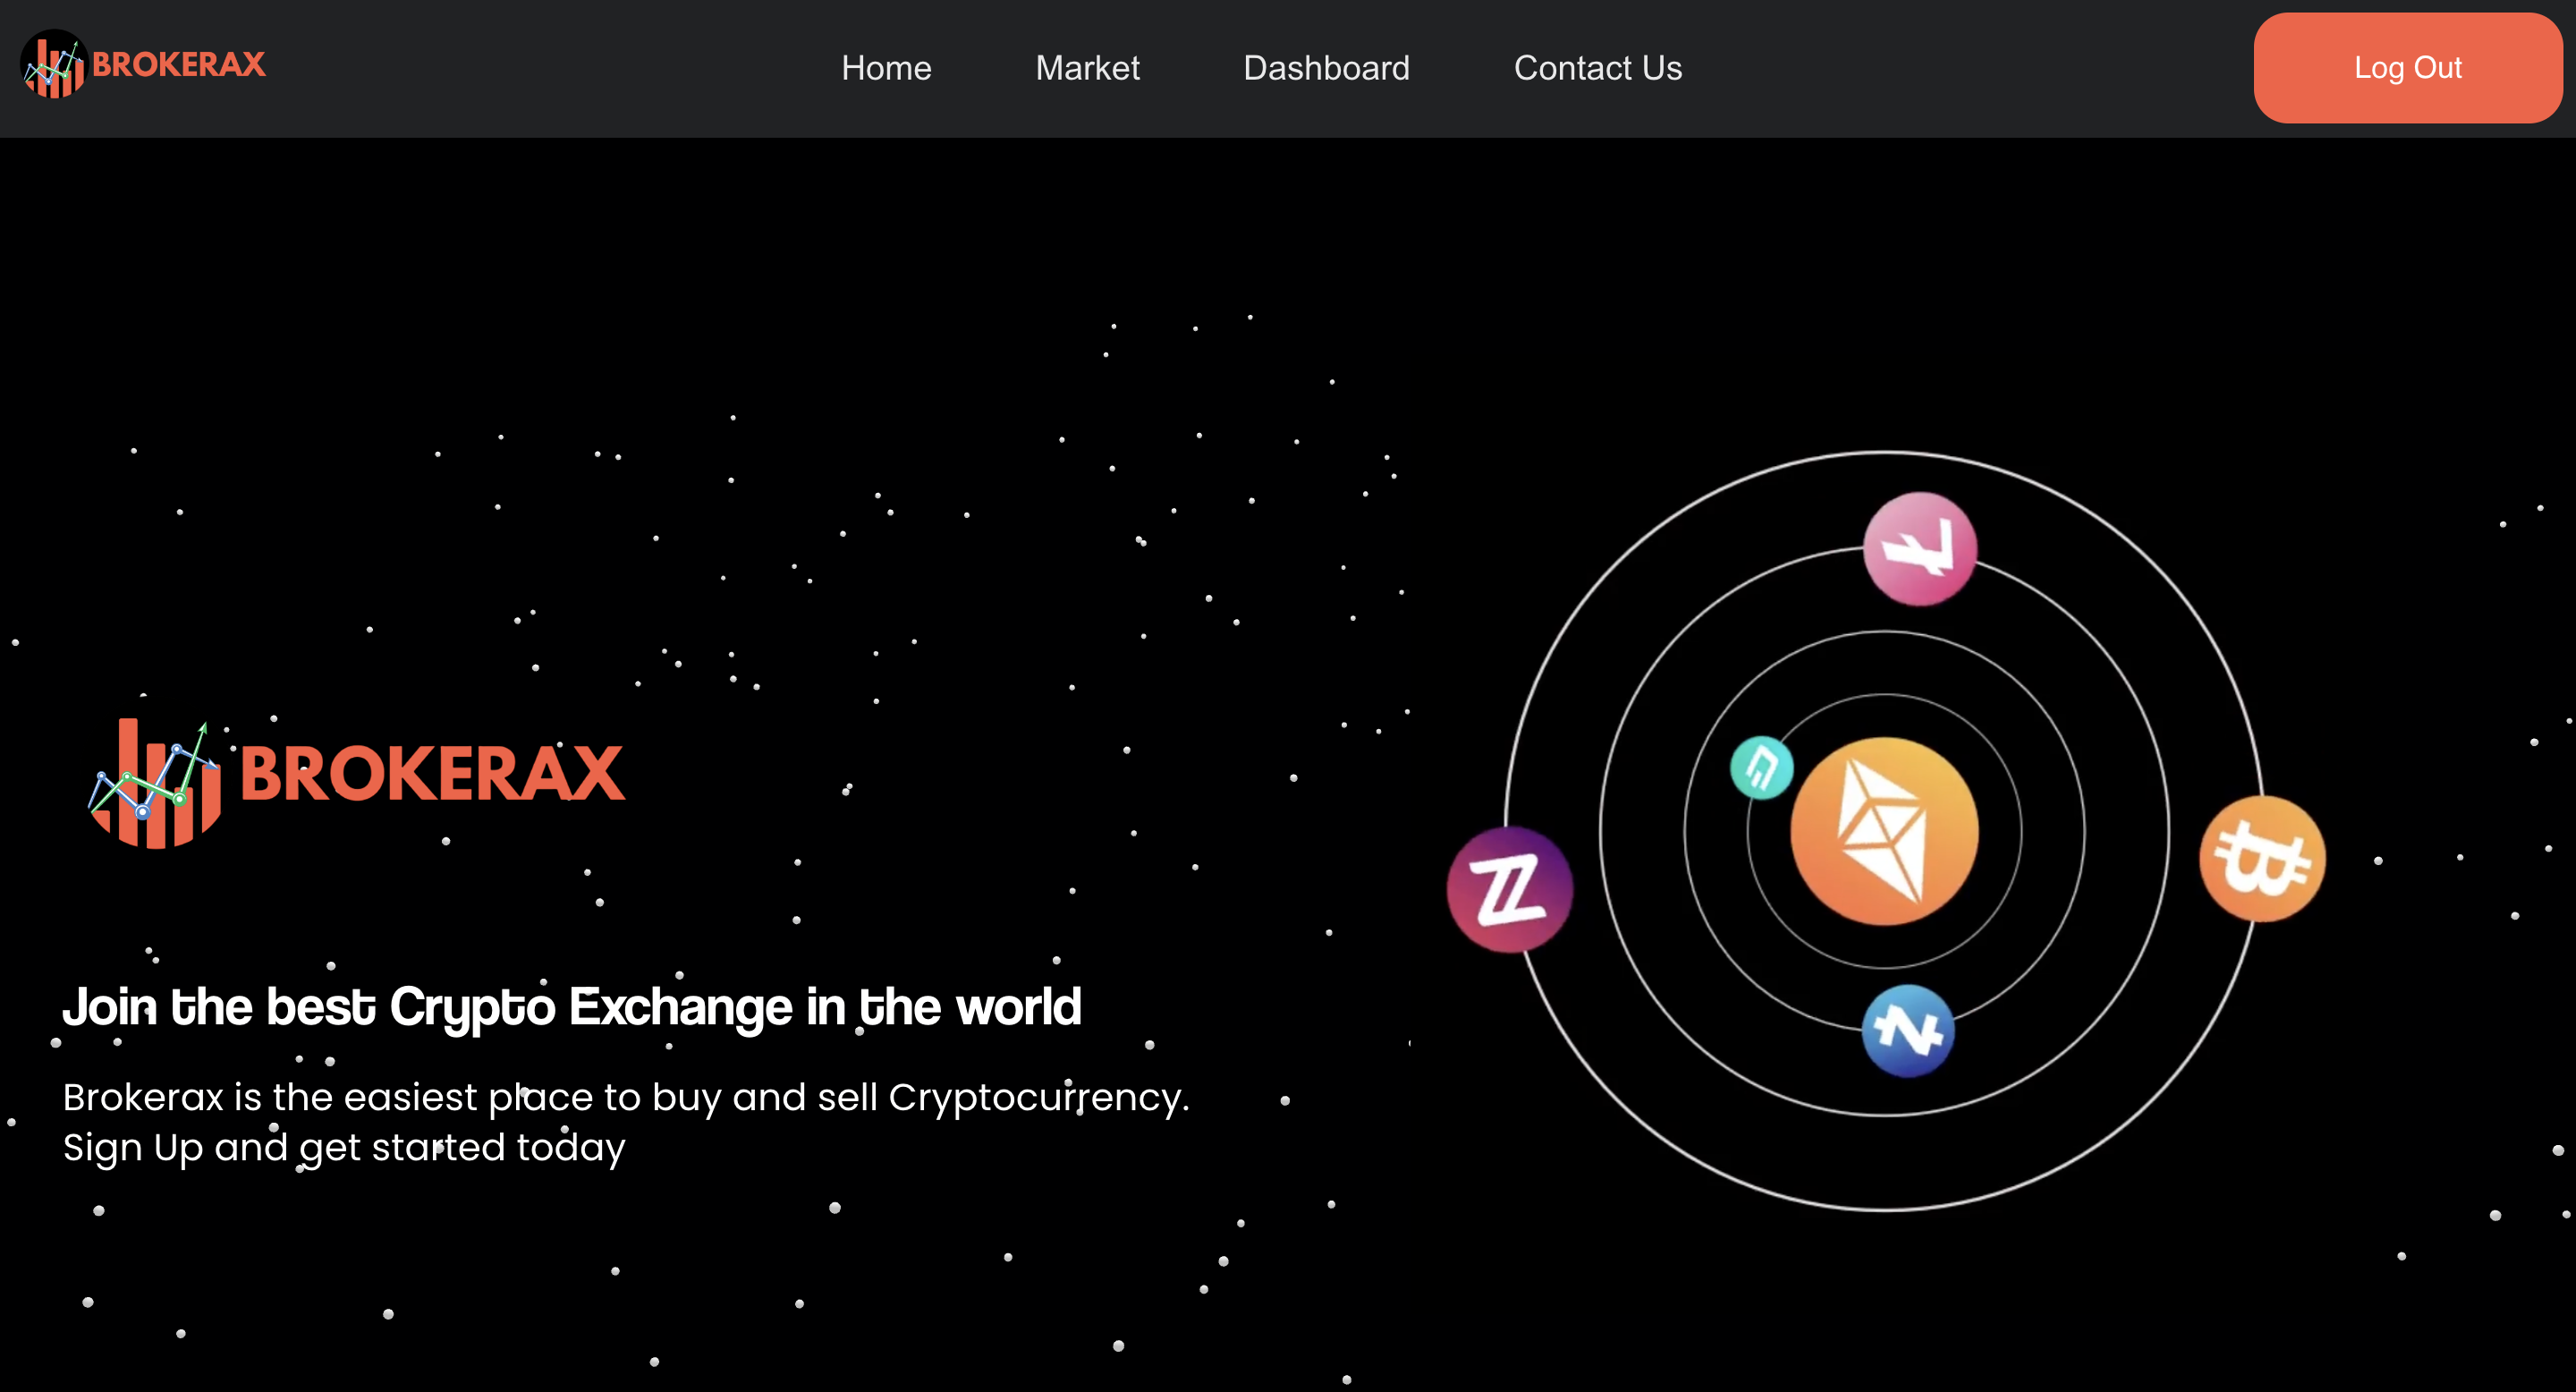 BROKERAX
Home
Market
Dashboard
Contact Us
Log Out
BROKERAX
Join the best Crypto Exchange in the world
Brokerax is the easiest place to buy and sell Cryptocurrency.
Sign Up and get started today